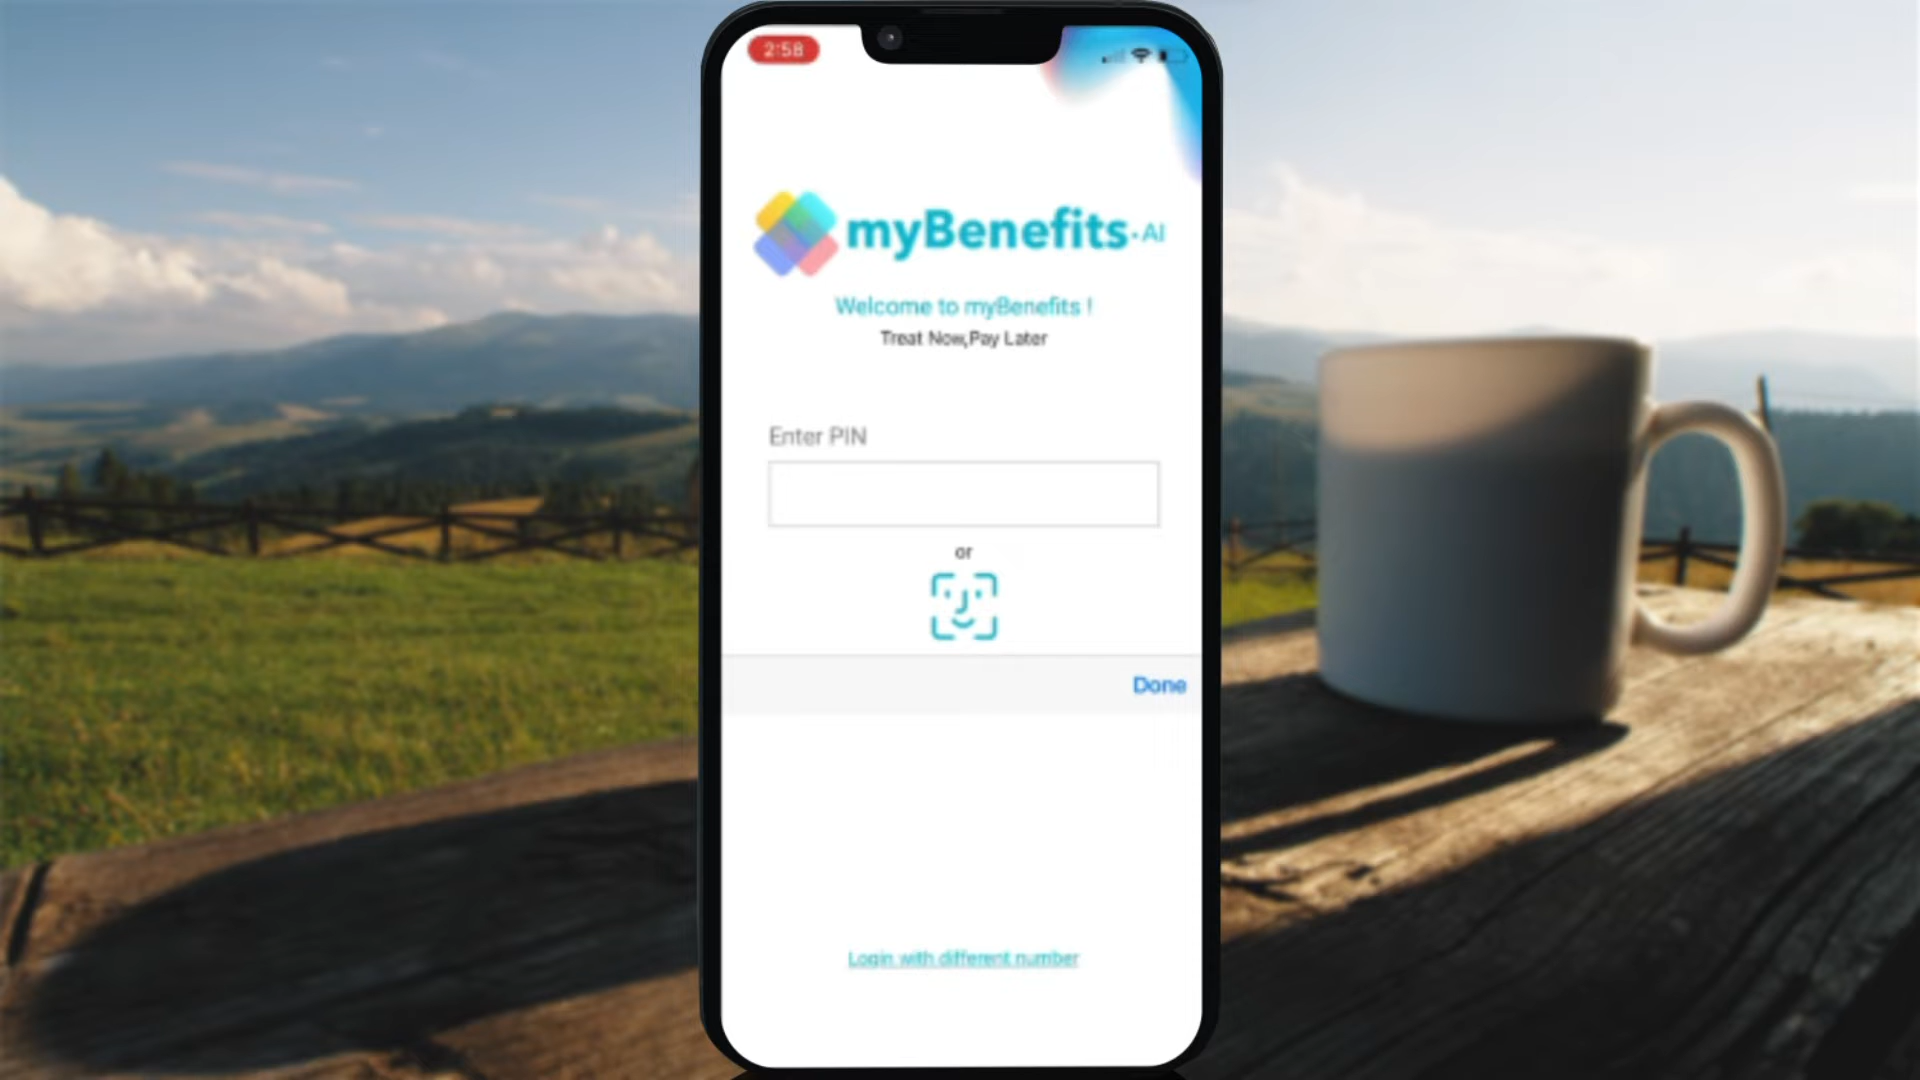 2:58
myBenefits.AI
Welcome to myBenefits !
Treat Now,Pay Later
Enter PIN
or
Done
Login with different number